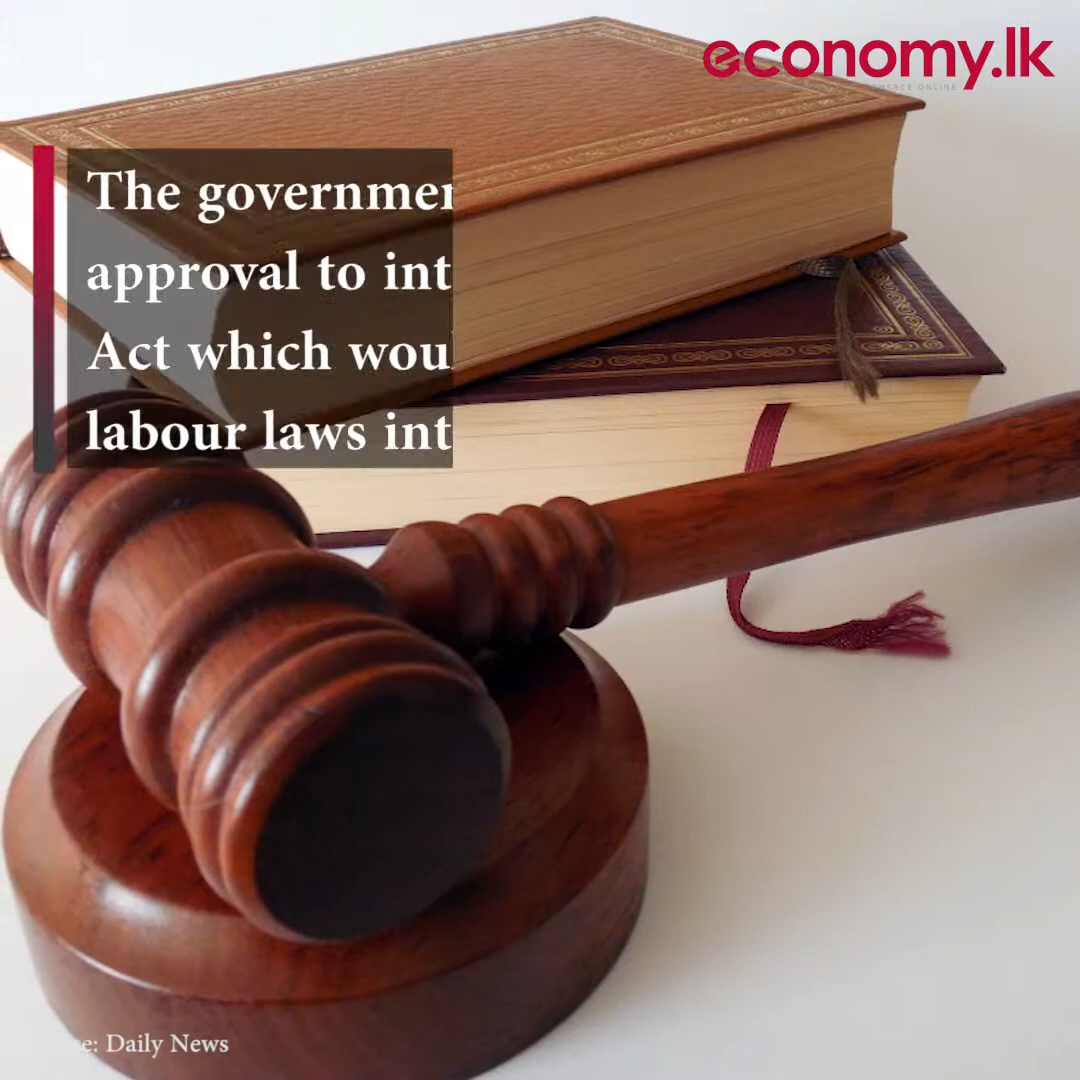 economy.lk
The governmen
approval to int
Act which wou
labour laws int
e: Daily News